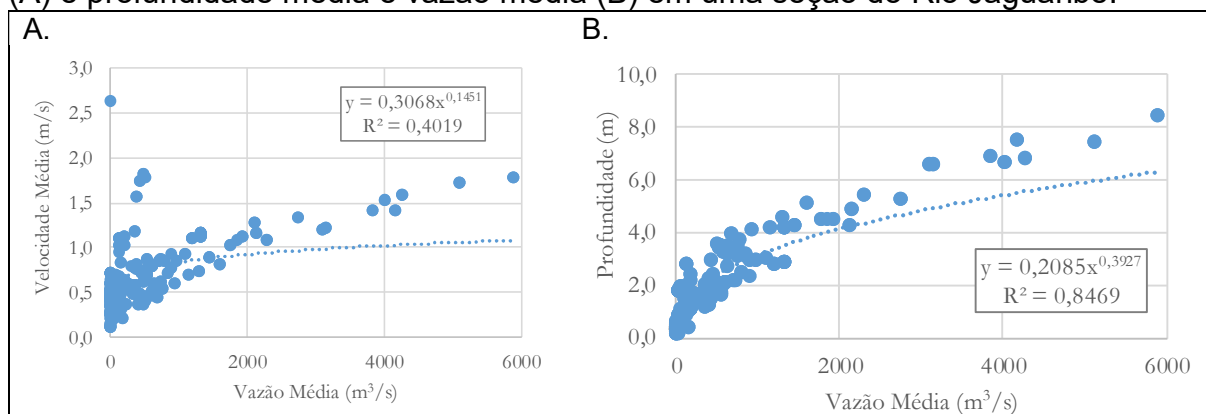 (A) e profundidade média e vazão média (B) em uma seção do Rio Jaguaribe.
A.
3,0
2,5
2,0
1,5
1,0
0,5
0,0
Velocidade Média (m/s)
y = 0,3068x^0,1451
R² = 0,4019
0
2000
4000
6000
Vazão Média (m³/s)
B.
10,0
8,0
6,0
4,0
2,0
0,0
Profundidade (m)
y = 0,2085x^0,3927
R² = 0,8469
0
2000
4000
6000
Vazão Média (m³/s)